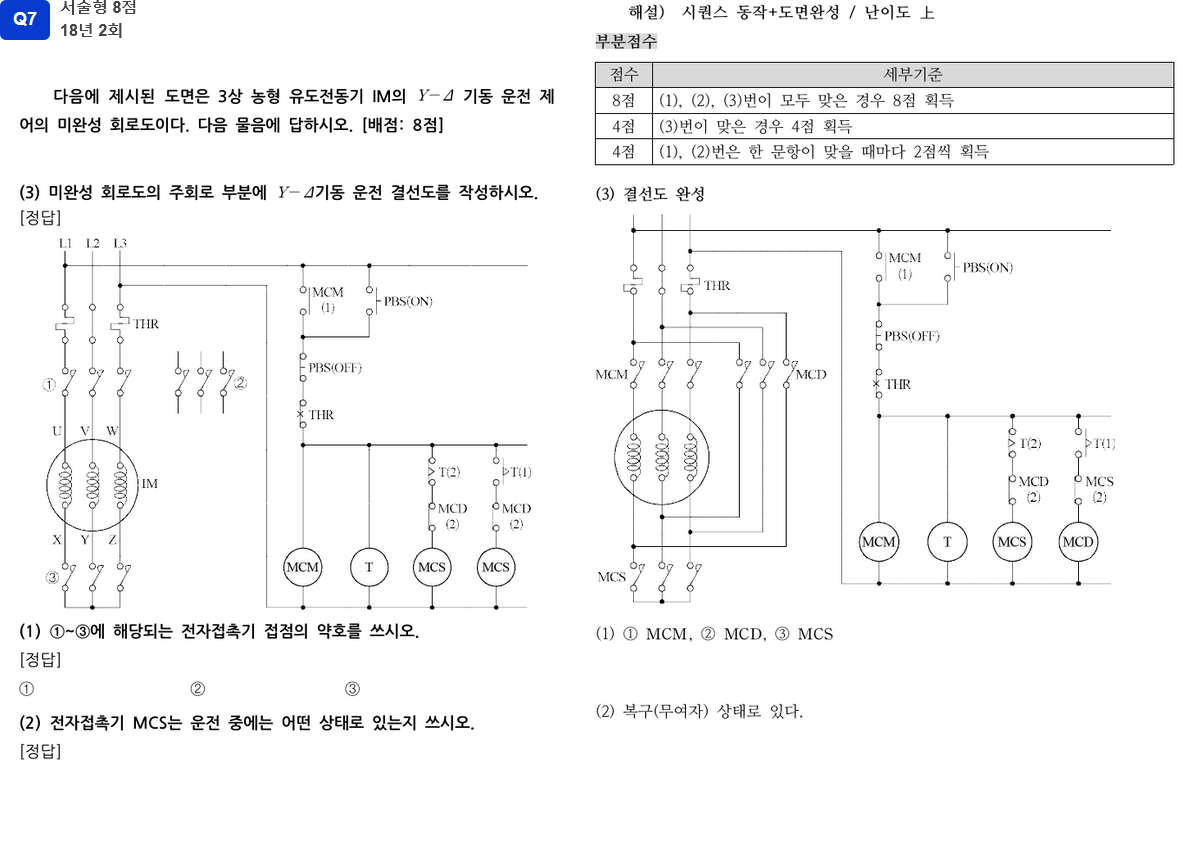 Q7
서술형 8점
18년 2회
다음에 제시된 도면은 3상 농형 유도전동기 IM의 Y-Δ 기동 운전 제
어의 미완성 회로도이다. 다음 물음에 답하시오. [배점: 8점]
(3) 미완성 회로도의 주회로 부분에 Y-Δ기동 운전 결선도를 작성하시오.
[정답]
L1 L2 L3
MCM
(1)
PBS(ON)
THR
PBS(OFF)
①
②
THR
U V W
IM
T(2)
T(1)
MCD
(2)
MCD
(2)
X Y Z
③
MCM
T
MCS
MCS
(1) ①~③에 해당되는 전자접촉기 접점의 약호를 쓰시오.
[정답]
① ② ③
(2) 전자접촉기 MCS는 운전 중에는 어떤 상태로 있는지 쓰시오.
[정답]
해설) 시퀀스 동작+도면완성 / 난이도 上
부분점수
점수 세부기준
8점 (1), (2), (3)번이 모두 맞은 경우 8점 획득
4점 (3)번이 맞은 경우 4점 획득
4점 (1), (2)번은 한 문항이 맞을 때마다 2점씩 획득
(3) 결선도 완성
MCM
(1)
PBS(ON)
THR
PBS(OFF)
MCM
MCD
THR
T(2)
T(1)
MCD
(2)
MCS
(2)
MCM
T
MCS
MCD
MCS
(1) ① MCM, ② MCD, ③ MCS
(2) 복구(무여자) 상태로 있다.